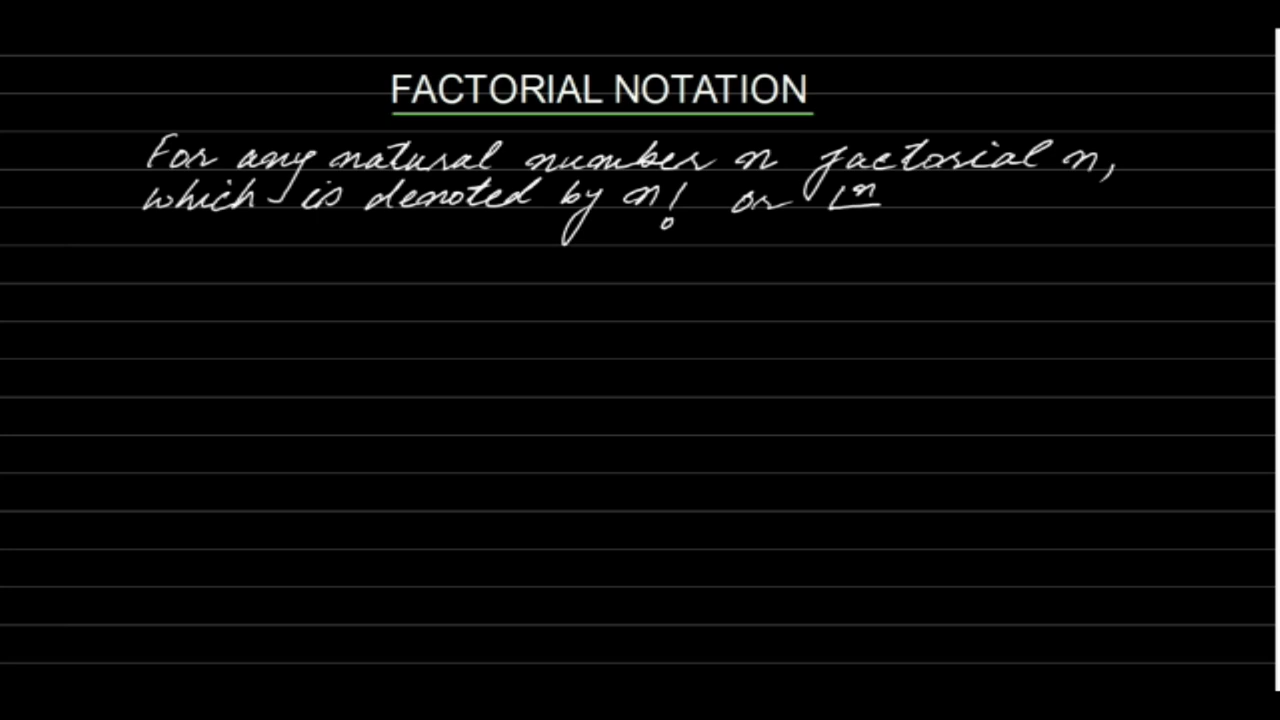 FACTORIAL NOTATION
For any natural number n factorial n,
which is denoted by n! or |n